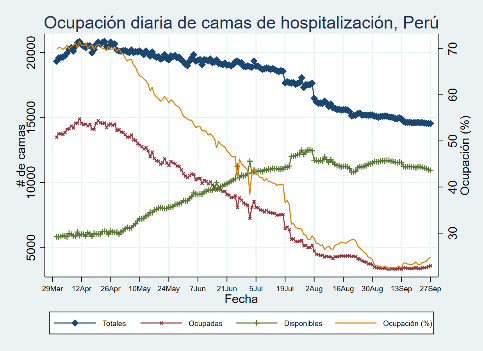 Ocupación diaria de camas de hospitalización, Perú
# de camas
20000
15000
10000
5000
Ocupación (%)
70
60
50
40
30
29Mar 12Apr 26Apr 10May 24May 7Jun 21Jun 5Jul 19Jul 2Aug 16Aug 30Aug 13Sep 27Sep
Fecha
Totales Ocupadas Disponibles Ocupación (%)